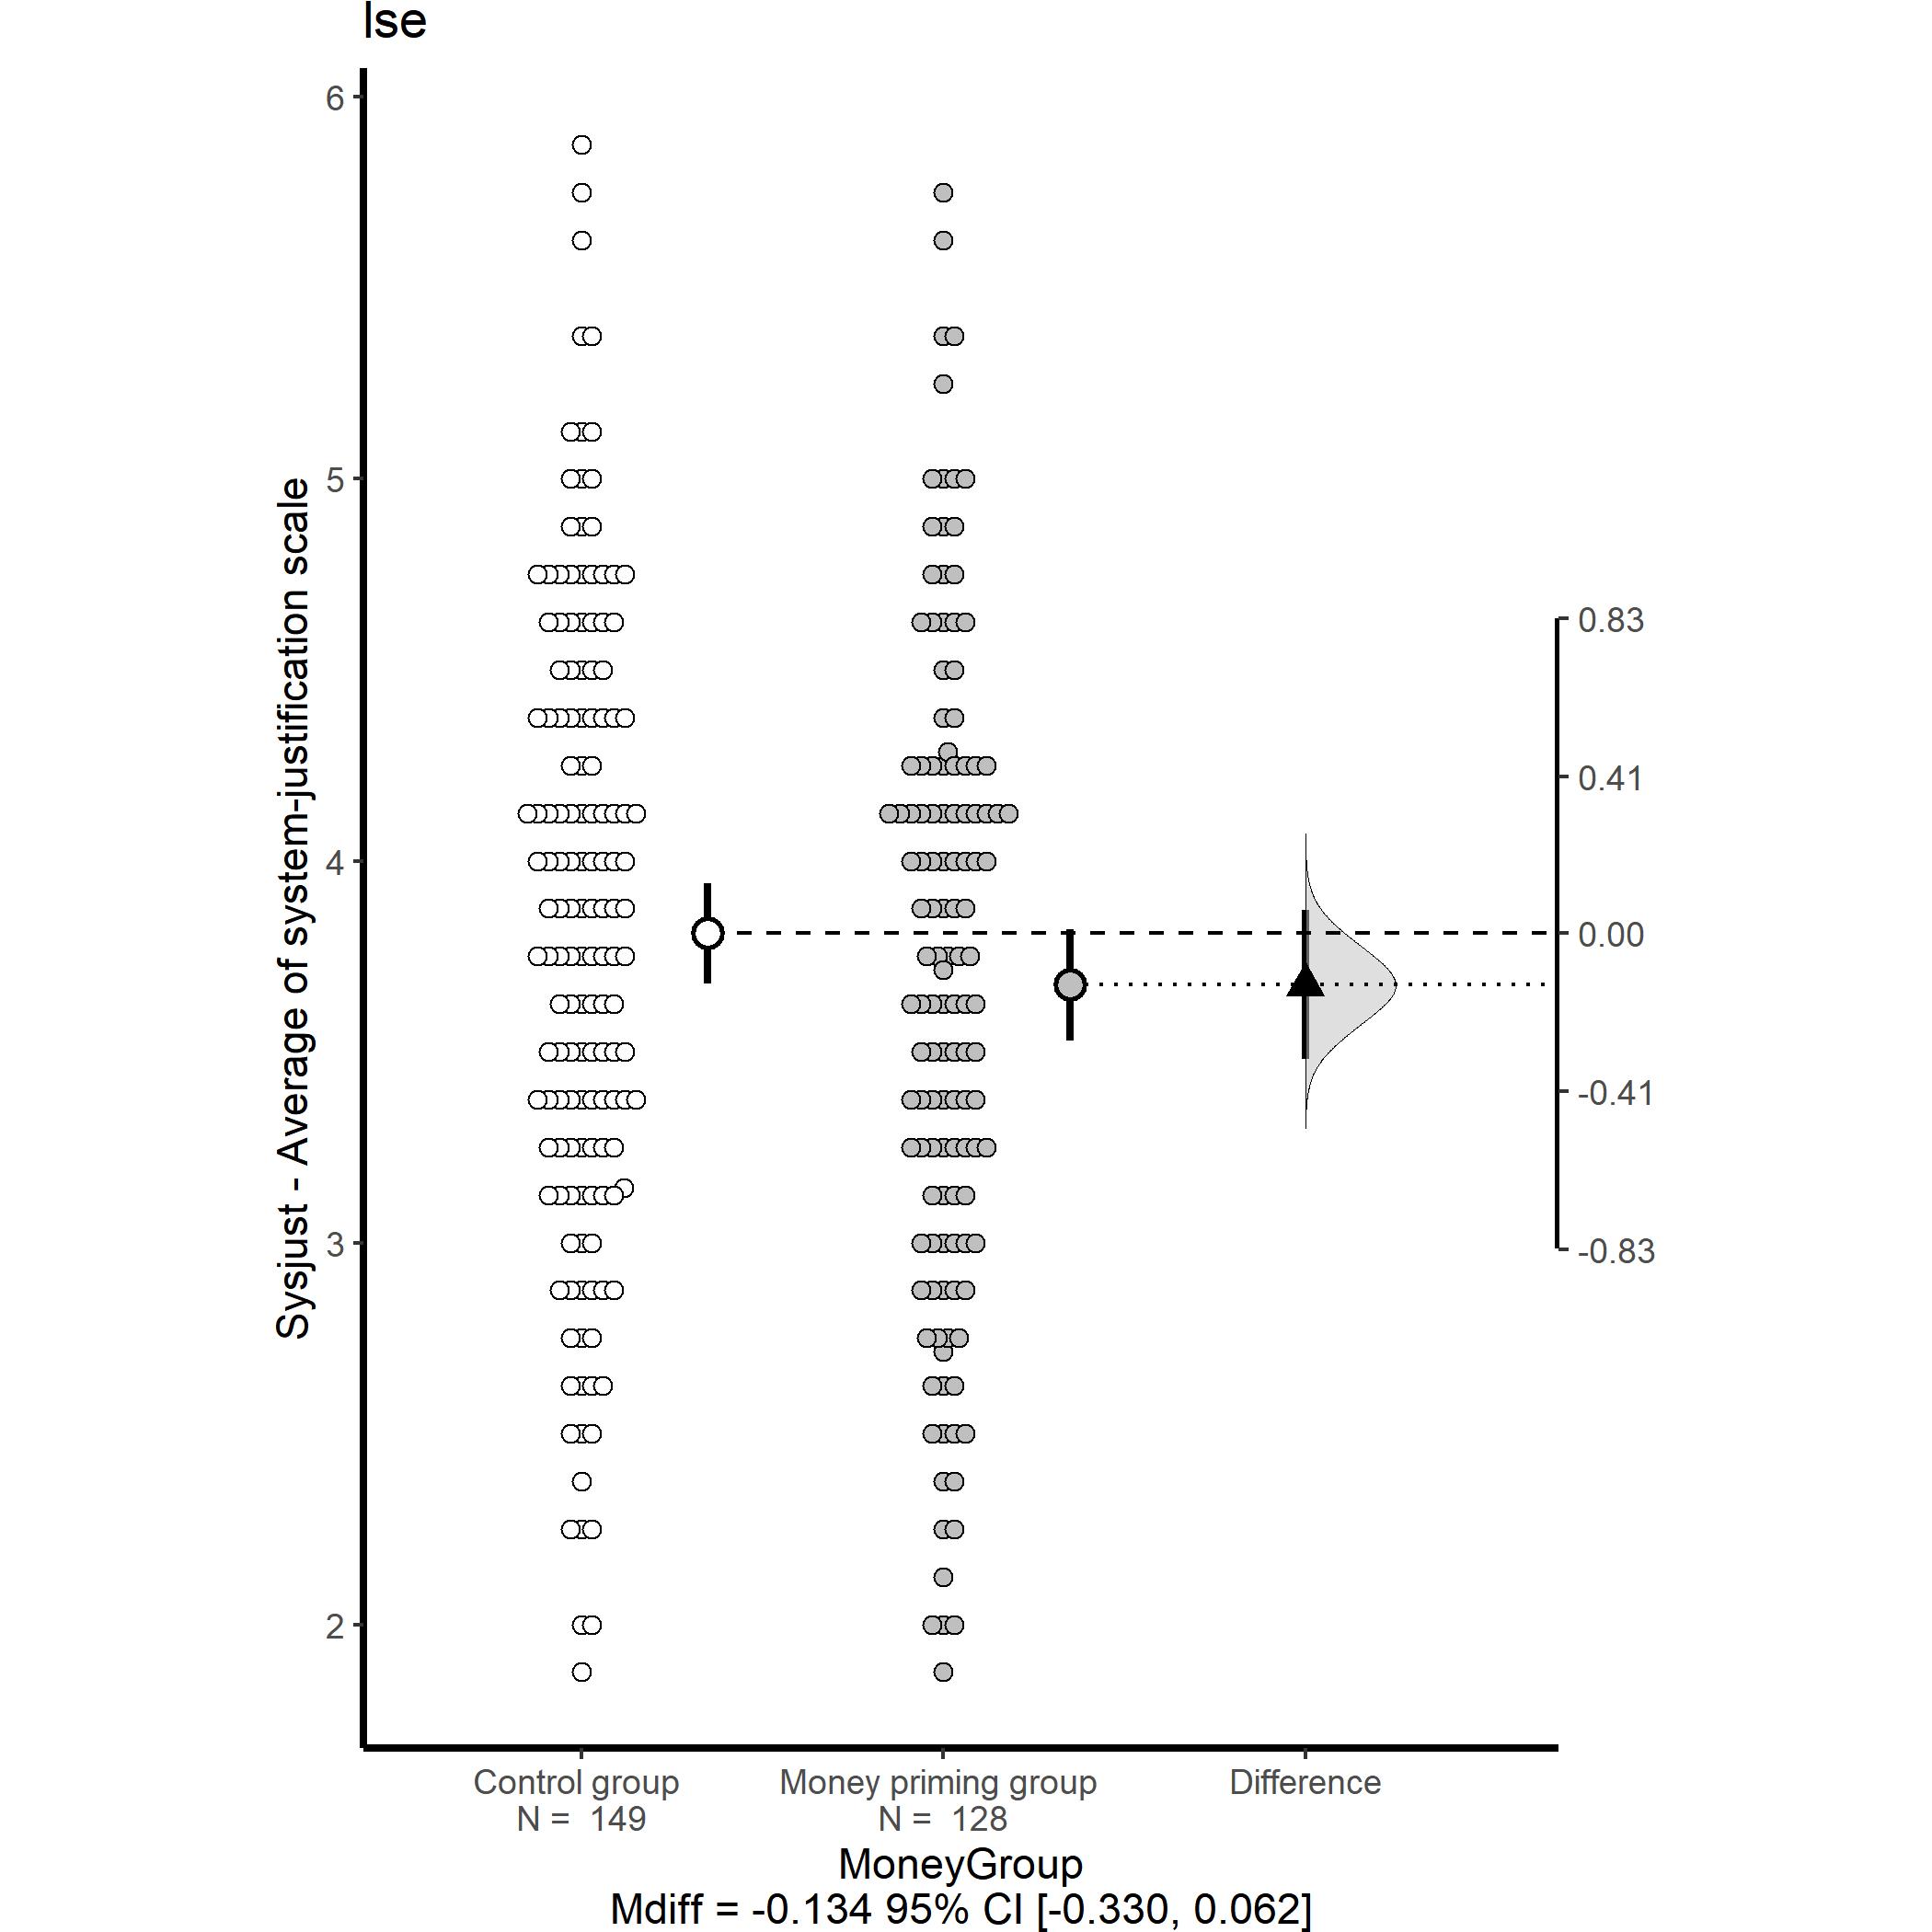 lse
Sysjust - Average of system-justification scale
6
5
4
3
2
0.83
0.41
0.00
-0.41
-0.83
Control group
N =  149
Money priming group
N =  128
Difference
MoneyGroup
Mdiff = -0.134 95% CI [-0.330, 0.062]